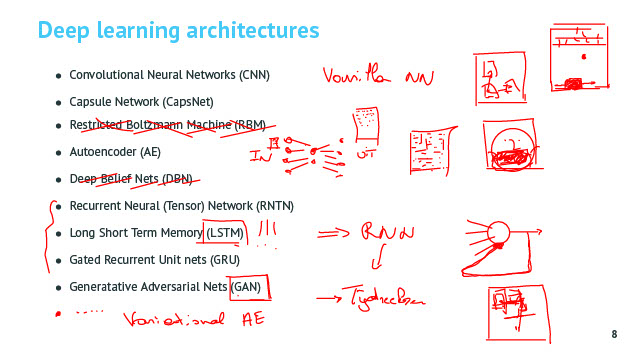 Deep learning architectures
• Convolutional Neural Networks (CNN)
Vanilla NN
• Capsule Network (CapsNet)
• Restricted Boltzmann Machine (RBM)
• Autoencoder (AE)
IN
• Deep Belief Nets (DBN)
• Recurrent Neural (Tensor) Network (RNTN)
• Long Short Term Memory (LSTM) !!!
⇒ RNN
• Gated Recurrent Unit nets (GRU)
• Generatative Adversarial Nets (GAN)
→ Tijdreeksen
• ..... Variational AE
8